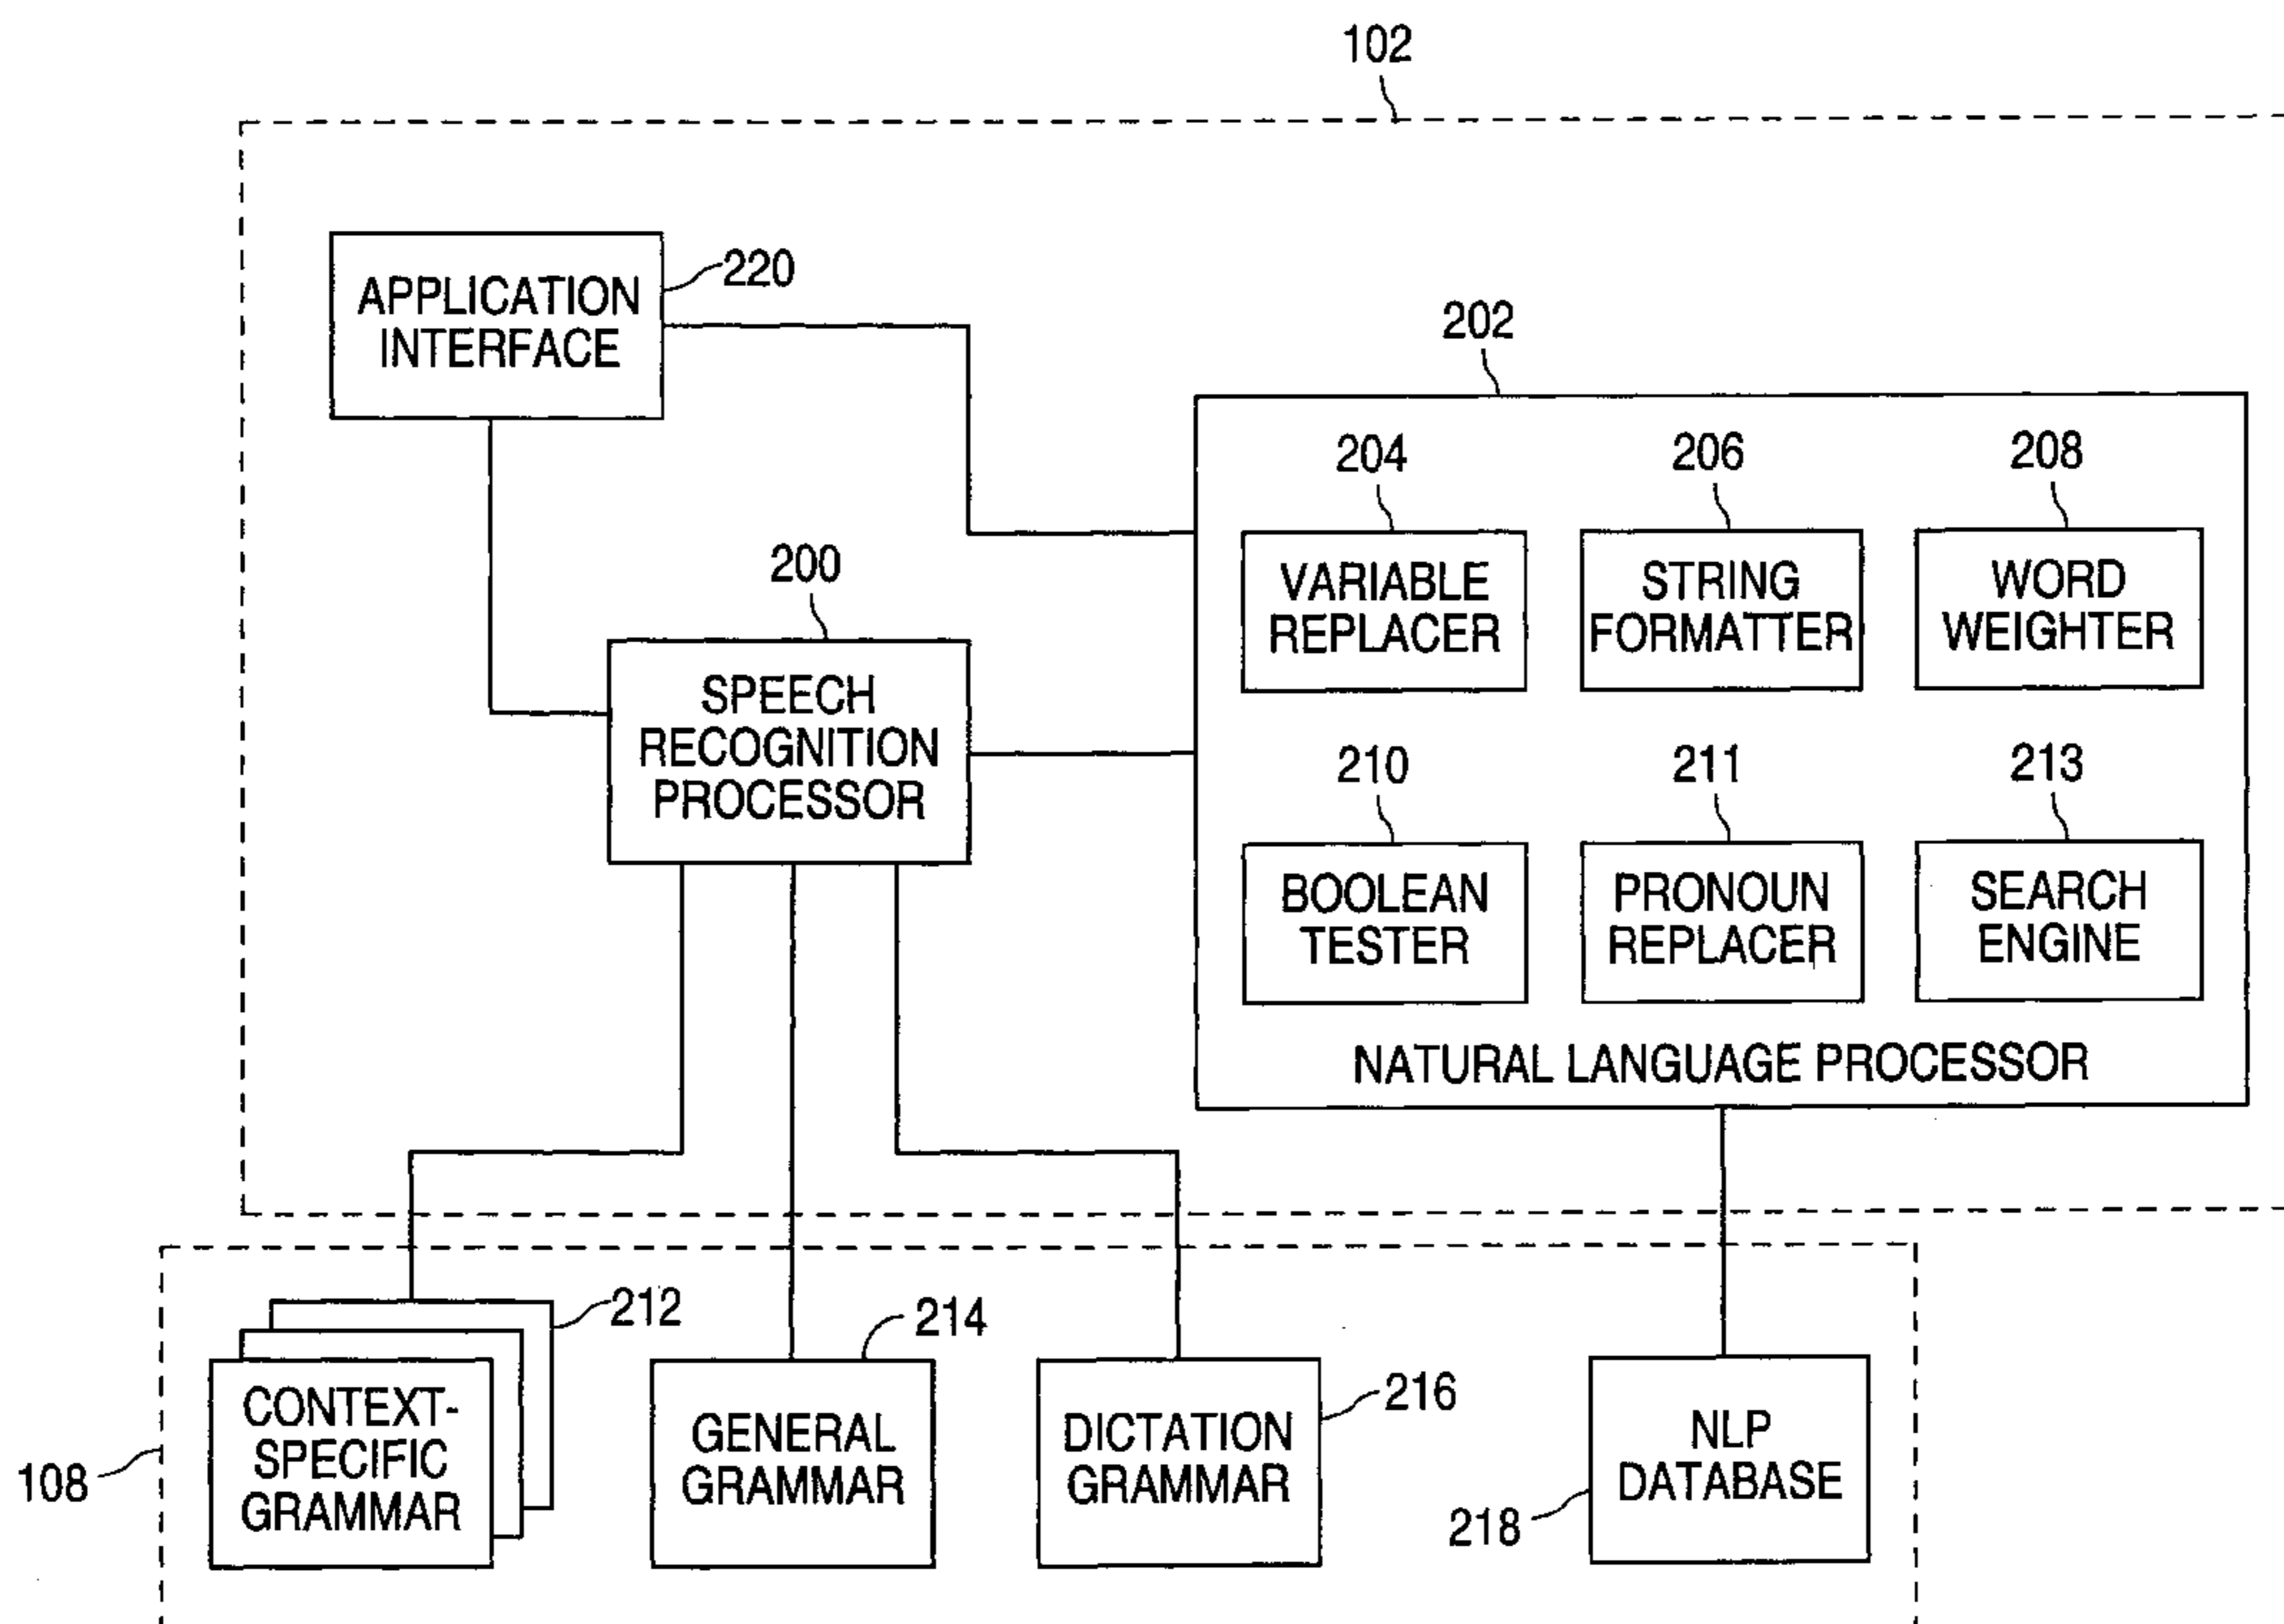 102
APPLICATION
INTERFACE
220
202
204
206
208
VARIABLE
REPLACER
STRING
FORMATTER
WORD
WEIGHTER
200
SPEECH
RECOGNITION
PROCESSOR
210
211
213
BOOLEAN
TESTER
PRONOUN
REPLACER
SEARCH
ENGINE
NATURAL LANGUAGE PROCESSOR
108
212
CONTEXT-
SPECIFIC
GRAMMAR
214
GENERAL
GRAMMAR
216
DICTATION
GRAMMAR
218
NLP
DATABASE